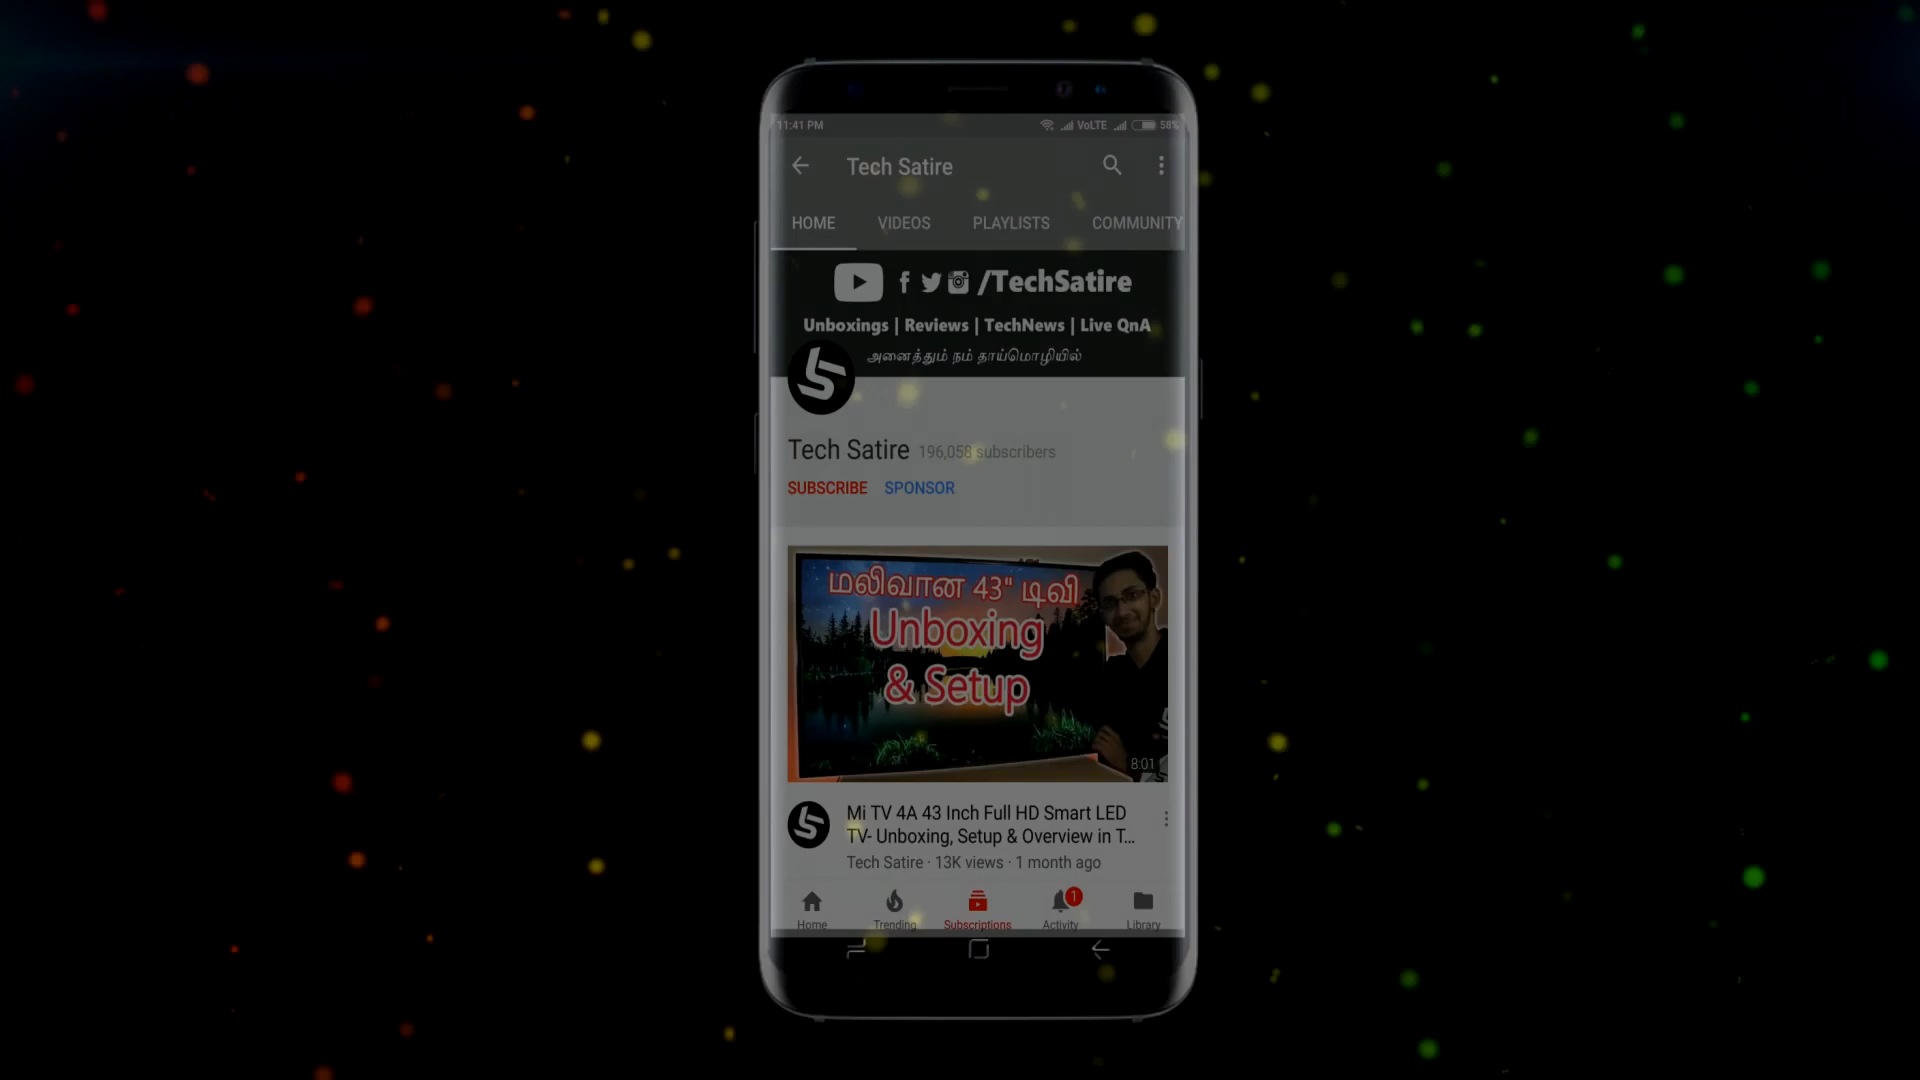 11:41 PM VoLTE 58%
Tech Satire
HOME VIDEOS PLAYLISTS COMMUNITY
f /TechSatire
Unboxings | Reviews | TechNews | Live QnA
அனைத்தும் நம் தாய்மொழியில்
Tech Satire 196,058 subscribers
SUBSCRIBE SPONSOR
மலிவான 43" டிவி
Unboxing
& Setup
8:01
Mi TV 4A 43 Inch Full HD Smart LED
TV- Unboxing, Setup & Overview in T...
Tech Satire · 13K views · 1 month ago
1
Home Trending Subscriptions Activity Library